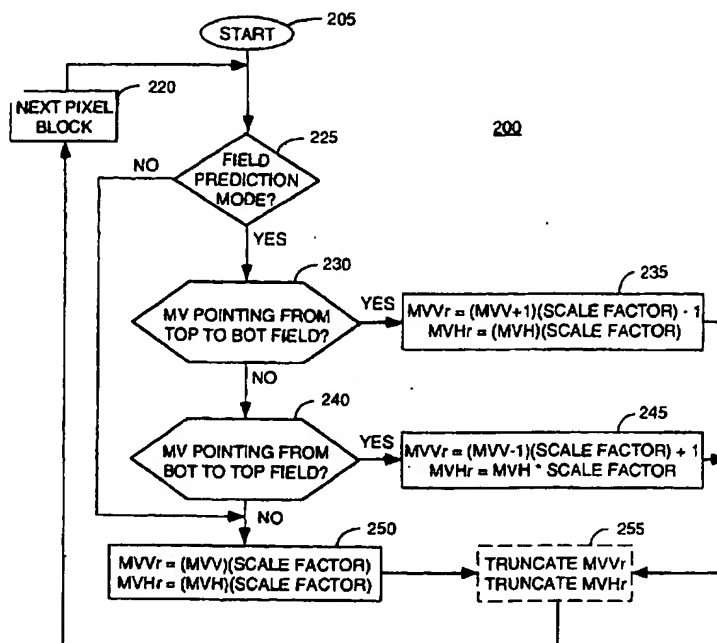 START
205
NEXT PIXEL
BLOCK
220
225
200
FIELD
PREDICTION
MODE?
NO
YES
230
MV POINTING FROM
TOP TO BOT FIELD?
YES
235
MVVr = (MVV+1)(SCALE FACTOR) - 1
MVHr = (MVH)(SCALE FACTOR)
NO
240
MV POINTING FROM
BOT TO TOP FIELD?
YES
245
MVVr = (MVV-1)(SCALE FACTOR) + 1
MVHr = MVH * SCALE FACTOR
NO
250
MVVr = (MVV)(SCALE FACTOR)
MVHr = (MVH)(SCALE FACTOR)
255
TRUNCATE MVVr
TRUNCATE MVHr